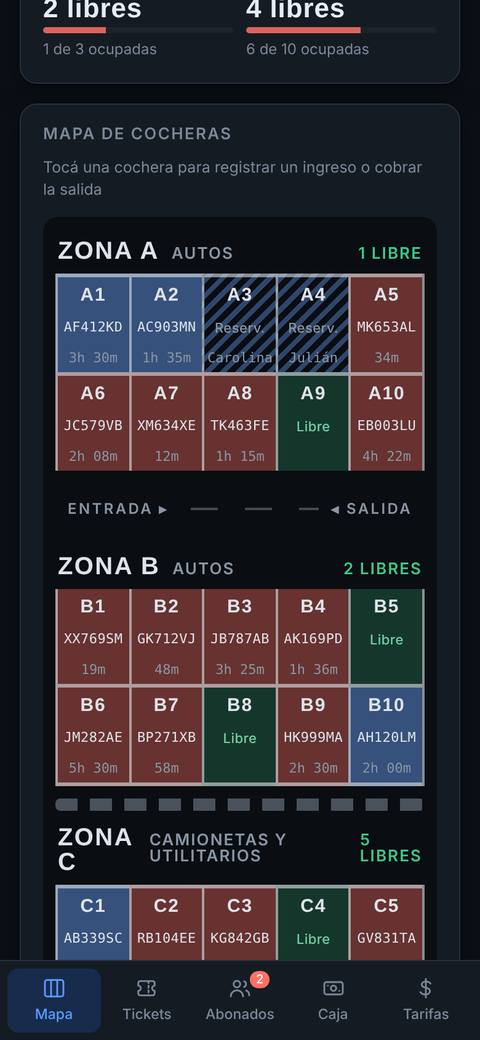 2 libres 4 libres
1 de 3 ocupadas 6 de 10 ocupadas
MAPA DE COCHERAS
Tocá una cochera para registrar un ingreso o cobrar
la salida
ZONA A AUTOS 1 LIBRE
A1 A2 A3 A4 A5
AF412KD AC903MN Reserv. Reserv. MK653AL
3h 30m 1h 35m Carolina Julián 34m
A6 A7 A8 A9 A10
JC579VB XM634XE TK463FE Libre EB003LU
2h 08m 12m 1h 15m 4h 22m
ENTRADA ▸ ◂ SALIDA
ZONA B AUTOS 2 LIBRES
B1 B2 B3 B4 B5
XX769SM GK712VJ JB787AB AK169PD Libre
19m 48m 3h 25m 1h 36m
B6 B7 B8 B9 B10
JM282AE BP271XB Libre HK999MA AH120LM
5h 30m 58m 2h 30m 2h 00m
ZONA CAMIONETAS Y 5
C UTILITARIOS LIBRES
C1 C2 C3 C4 C5
AB339SC RB104EE KG842GB Libre GV831TA
2
Mapa Tickets Abonados Caja Tarifas